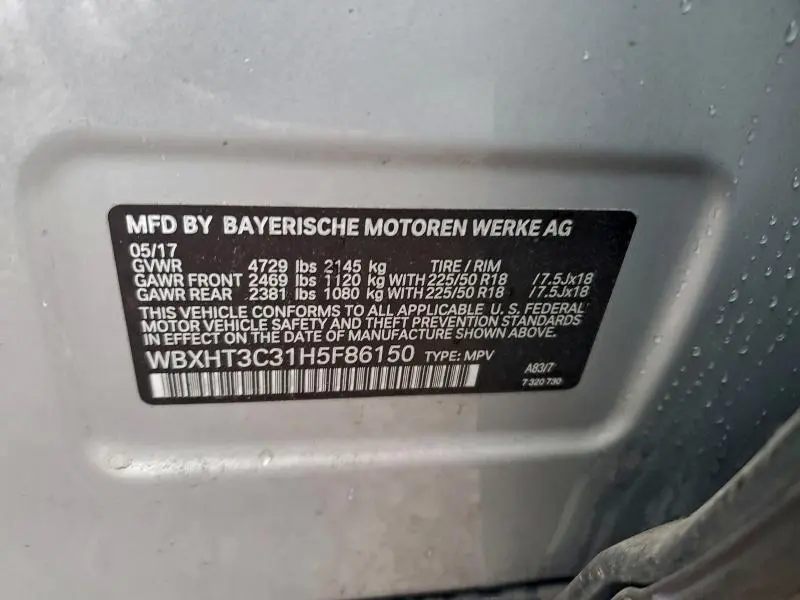 MFD BY BAYERISCHE MOTOREN WERKE AG
05/17
GVWR 4729 lbs 2145 kg TIRE / RIM
GAWR FRONT 2469 lbs 1120 kg WITH 225/50 R18 /7.5Jx18
GAWR REAR 2381 lbs 1080 kg WITH 225/50 R18 /7.5Jx18
THIS VEHICLE CONFORMS TO ALL APPLICABLE U. S. FEDERAL
MOTOR VEHICLE SAFETY AND THEFT PREVENTION STANDARDS
IN EFFECT ON THE DATE OF MANUFACTURE SHOWN ABOVE.
WBXHT3C31H5F86150 TYPE: MPV
A83/7
7 320 730